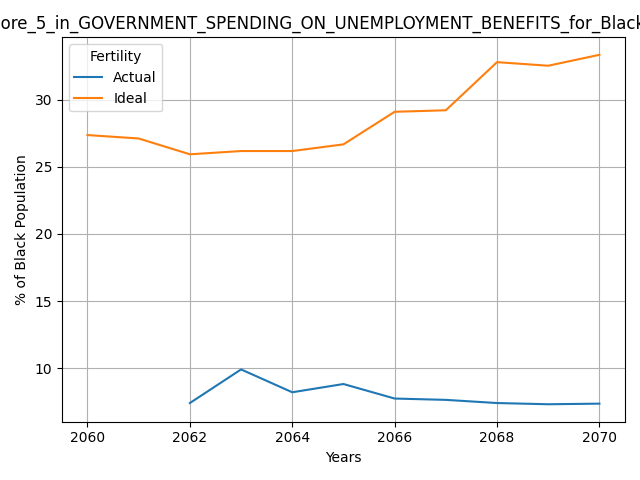 ore_5_in_GOVERNMENT_SPENDING_ON_UNEMPLOYMENT_BENEFITS_for_Black
Fertility
Actual
Ideal
% of Black Population
30
25
20
15
10
2060
2062
2064
2066
2068
2070
Years